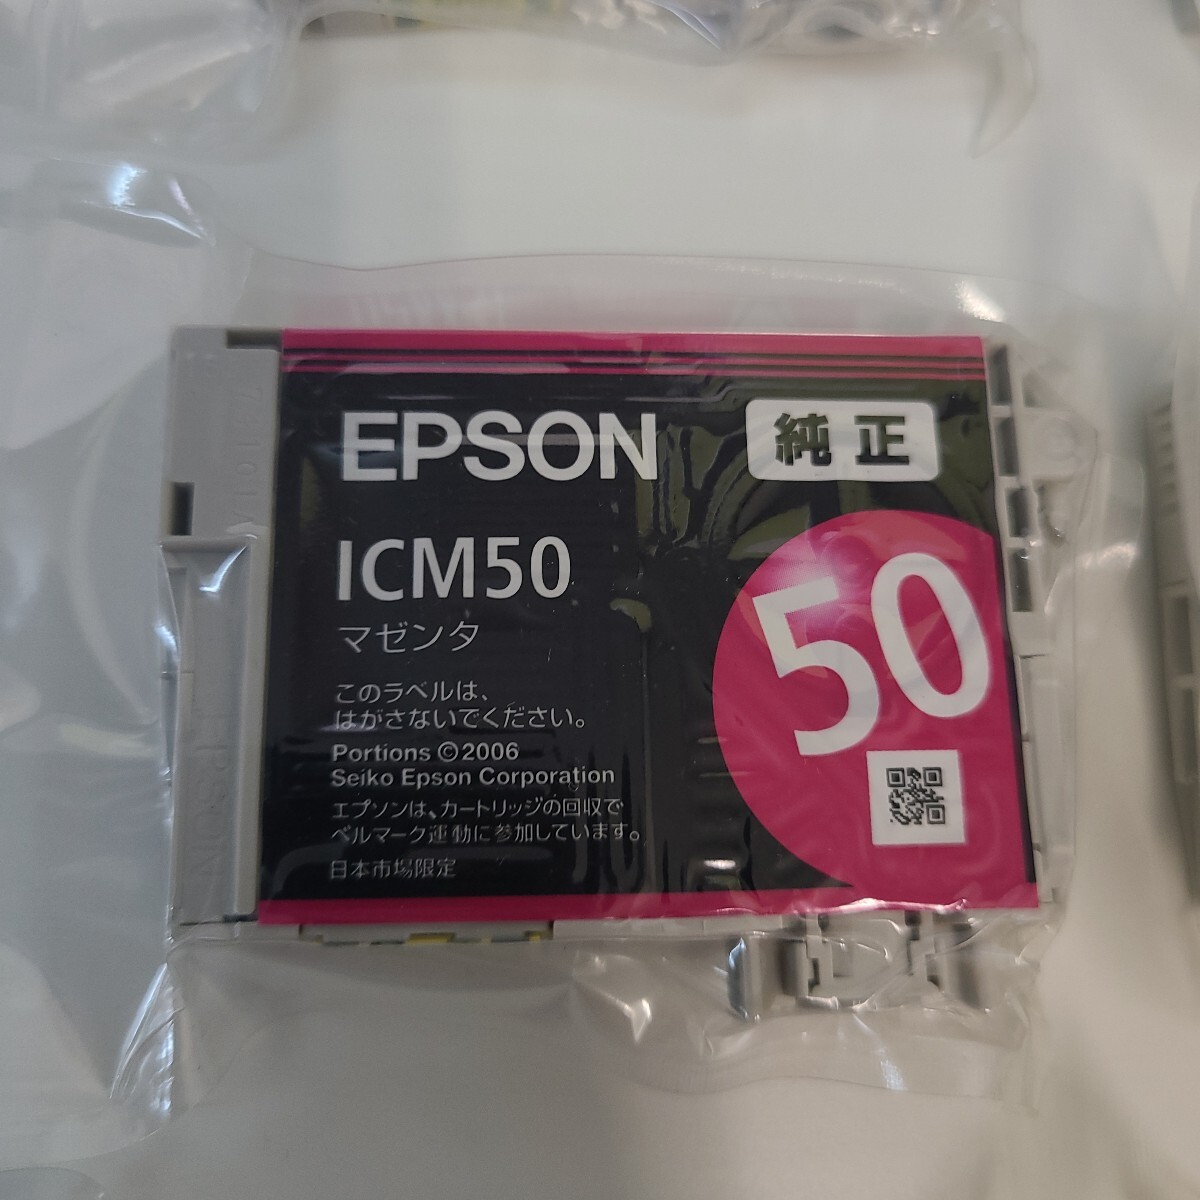 EPSON 純正
ICM50
マゼンタ
50
このラベルは、
はがさないでください。
Portions ©2006
Seiko Epson Corporation
エプソンは、カートリッジの回収で
ベルマーク運動に参加しています。
日本市場限定